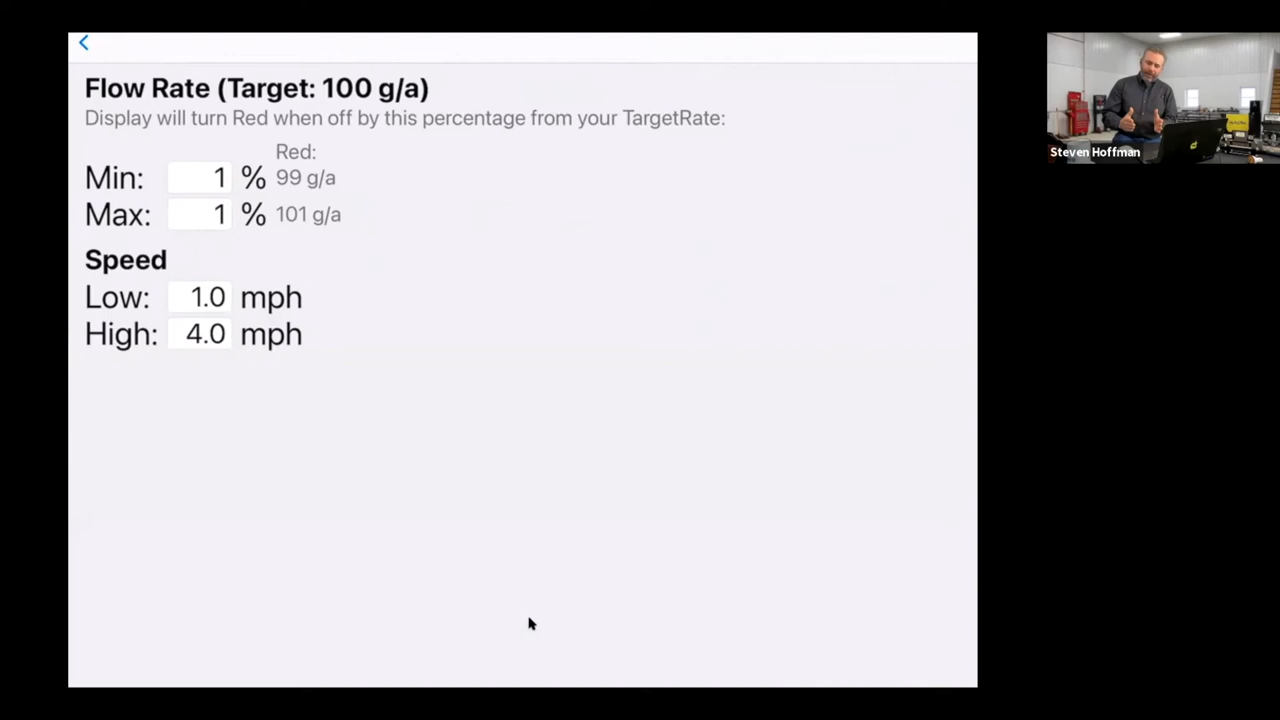 Flow Rate (Target: 100 g/a)
Display will turn Red when off by this percentage from your TargetRate:
Red:
Min: 1 % 99 g/a
Max: 1 % 101 g/a
Speed
Low: 1.0 mph
High: 4.0 mph
Steven Hoffman